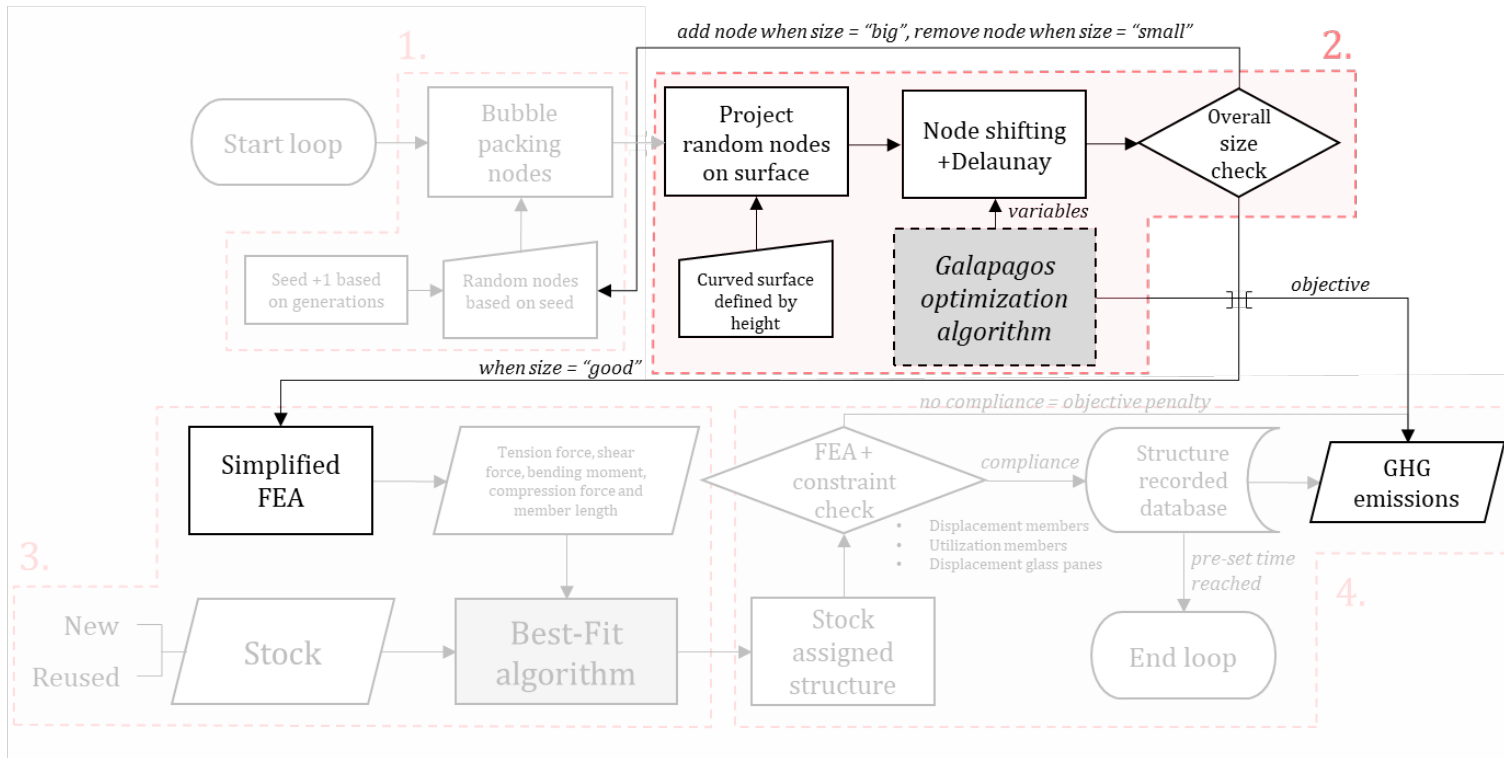 add node when size = “big”, remove node when size = “small”
1.
2.
Start loop
Bubble
packing
nodes
Project
random nodes
on surface
Node shifting
+Delaunay
Overall
size
check
variables
Seed +1 based
on generations
Random nodes
based on seed
Curved surface
defined by
height
Galapagos
optimization
algorithm
objective
when size = “good”
no compliance = objective penalty
Simplified
FEA
Tension force, shear
force, bending moment,
compression force and
member length
FEA +
constraint
check
compliance
Structure
recorded
database
GHG
emissions
• Displacement members
• Utilization members
• Displacement glass panes
3.
pre-set time
reached
4.
New
Reused
Stock
Best-Fit
algorithm
Stock
assigned
structure
End loop